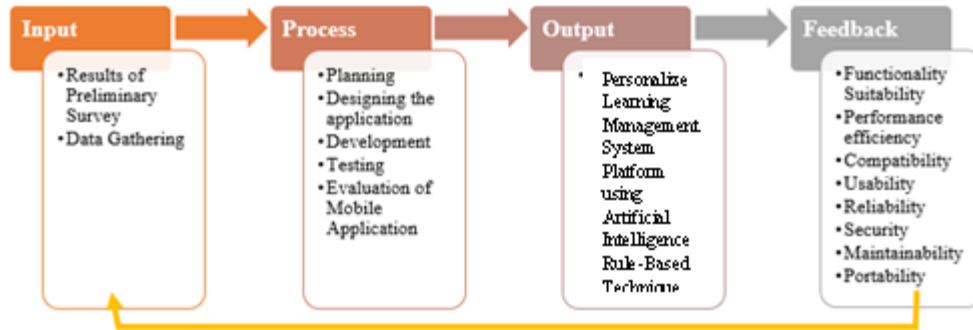 Input
• Results of
Preliminary
Survey
• Data Gathering
Process
• Planning
• Designing the
application
• Development
• Testing
• Evaluation of
Mobile
Application
Output
• Personalize
Learning
Management
System
Platform
using
Artificial
Intelligence
Rule-Based
Technique
Feedback
• Functionality
Suitability
• Performance
efficiency
• Compatibility
• Usability
• Reliability
• Security
• Maintainability
• Portability